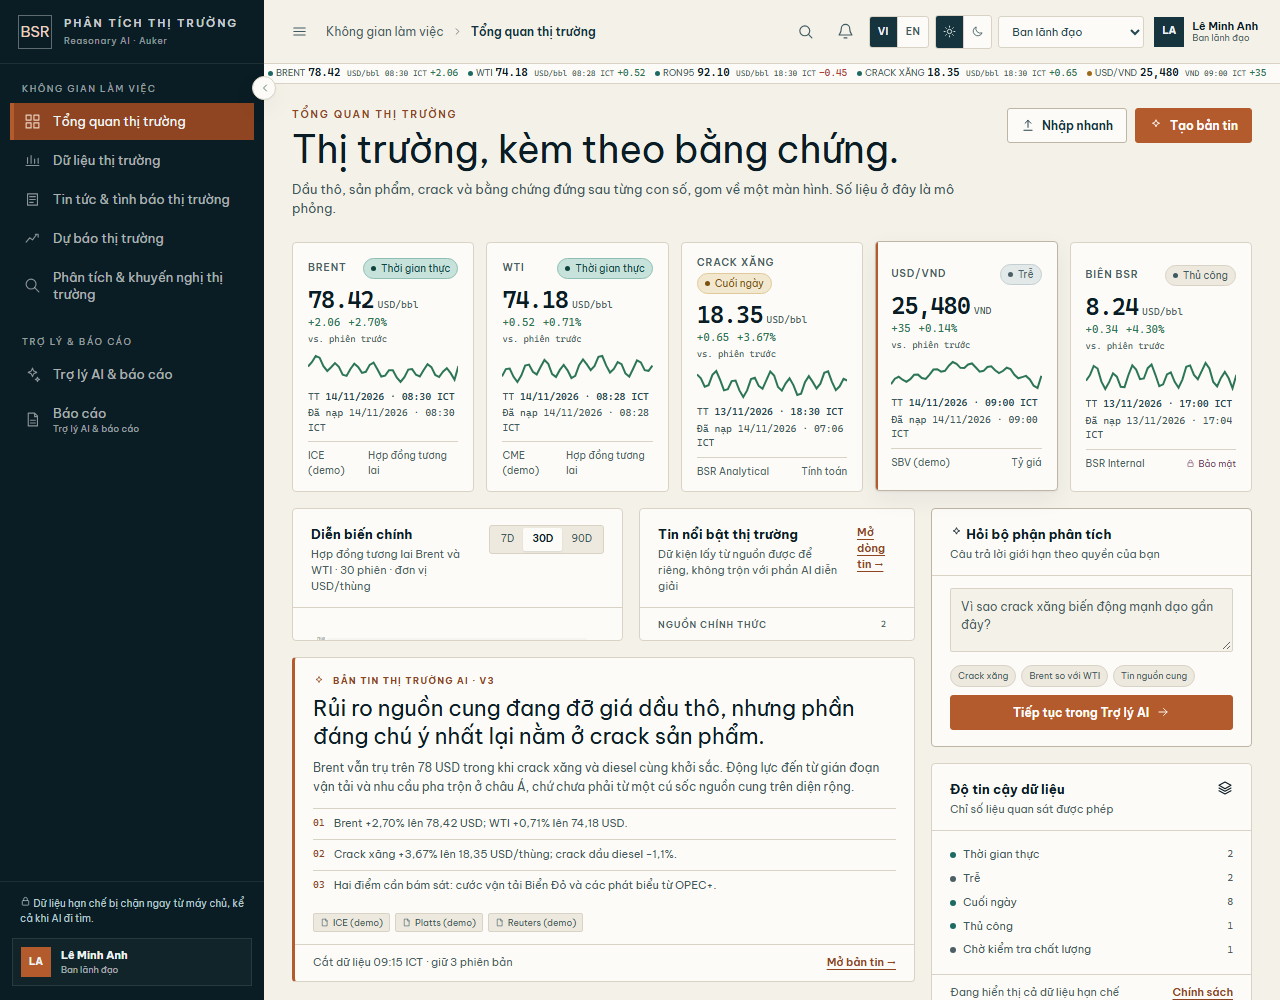 BSR
PHÂN TÍCH THỊ TRƯỜNG
Reasonary AI · Auker
KHÔNG GIAN LÀM VIỆC
Tổng quan thị trường
Dữ liệu thị trường
Tin tức & tình báo thị trường
Dự báo thị trường
Phân tích & khuyến nghị thị
trường
TRỢ LÝ & BÁO CÁO
Trợ lý AI & báo cáo
Báo cáo
Trợ lý AI & báo cáo
Dữ liệu hạn chế bị chặn ngay từ máy chủ, kể
cả khi AI đi tìm.
LA
Lê Minh Anh
Ban lãnh đạo
Không gian làm việc
Tổng quan thị trường
VI
EN
Ban lãnh đạo
LA
Lê Minh Anh
Ban lãnh đạo
BRENT 78.42 USD/bbl 08:30 ICT +2.06
WTI 74.18 USD/bbl 08:28 ICT +0.52
RON95 92.10 USD/bbl 18:30 ICT −0.45
CRACK XĂNG 18.35 USD/bbl 18:30 ICT +0.65
USD/VND 25,480 VND 09:00 ICT +35
TỔNG QUAN THỊ TRƯỜNG
Thị trường, kèm theo bằng chứng.
Dầu thô, sản phẩm, crack và bằng chứng đứng sau từng con số, gom về một màn hình. Số liệu ở đây là mô
phỏng.
Nhập nhanh
Tạo bản tin
BRENT
Thời gian thực
78.42 USD/bbl
+2.06 +2.70%
vs. phiên trước
TT 14/11/2026 · 08:30 ICT
Đã nạp 14/11/2026 · 08:30
ICT
ICE
(demo)
Hợp đồng tương
lai
WTI
Thời gian thực
74.18 USD/bbl
+0.52 +0.71%
vs. phiên trước
TT 14/11/2026 · 08:28 ICT
Đã nạp 14/11/2026 · 08:28
ICT
CME
(demo)
Hợp đồng tương
lai
CRACK XĂNG
Cuối ngày
18.35 USD/bbl
+0.65 +3.67%
vs. phiên trước
TT 13/11/2026 · 18:30 ICT
Đã nạp 14/11/2026 · 07:06
ICT
BSR Analytical
Tính toán
USD/VND
Trễ
25,480 VND
+35 +0.14%
vs. phiên trước
TT 14/11/2026 · 09:00 ICT
Đã nạp 14/11/2026 · 09:00
ICT
SBV (demo)
Tỷ giá
BIÊN BSR
Thủ công
8.24 USD/bbl
+0.34 +4.30%
vs. phiên trước
TT 13/11/2026 · 17:00 ICT
Đã nạp 13/11/2026 · 17:04
ICT
BSR Internal
Bảo mật
Diễn biến chính
Hợp đồng tương lai Brent và
WTI · 30 phiên · đơn vị
USD/thùng
7D
30D
90D
Tin nổi bật thị trường
Dữ kiện lấy từ nguồn được để
riêng, không trộn với phần AI diễn
giải
Mở
dòng
tin →
NGUỒN CHÍNH THỨC
2
BẢN TIN THỊ TRƯỜNG AI · V3
Rủi ro nguồn cung đang đỡ giá dầu thô, nhưng phần
đáng chú ý nhất lại nằm ở crack sản phẩm.
Brent vẫn trụ trên 78 USD trong khi crack xăng và diesel cùng khởi sắc. Động lực đến từ gián đoạn
vận tải và nhu cầu pha trộn ở châu Á, chứ chưa phải từ một cú sốc nguồn cung trên diện rộng.
01 Brent +2,70% lên 78,42 USD; WTI +0,71% lên 74,18 USD.
02 Crack xăng +3,67% lên 18,35 USD/thùng; crack dầu diesel −1,1%.
03 Hai điểm cần bám sát: cước vận tải Biển Đỏ và các phát biểu từ OPEC+.
ICE (demo)
Platts (demo)
Reuters (demo)
Cắt dữ liệu 09:15 ICT · giữ 3 phiên bản
Mở bản tin →
Hỏi bộ phận phân tích
Câu trả lời giới hạn theo quyền của bạn
Vì sao crack xăng biến động mạnh dạo gần
đây?
Crack xăng
Brent so với WTI
Tin nguồn cung
Tiếp tục trong Trợ lý AI →
Độ tin cậy dữ liệu
Chỉ số liệu quan sát được phép
Thời gian thực 2
Trễ 2
Cuối ngày 8
Thủ công 1
Chờ kiểm tra chất lượng 1
Đang hiển thị cả dữ liệu hạn chế
Chính sách